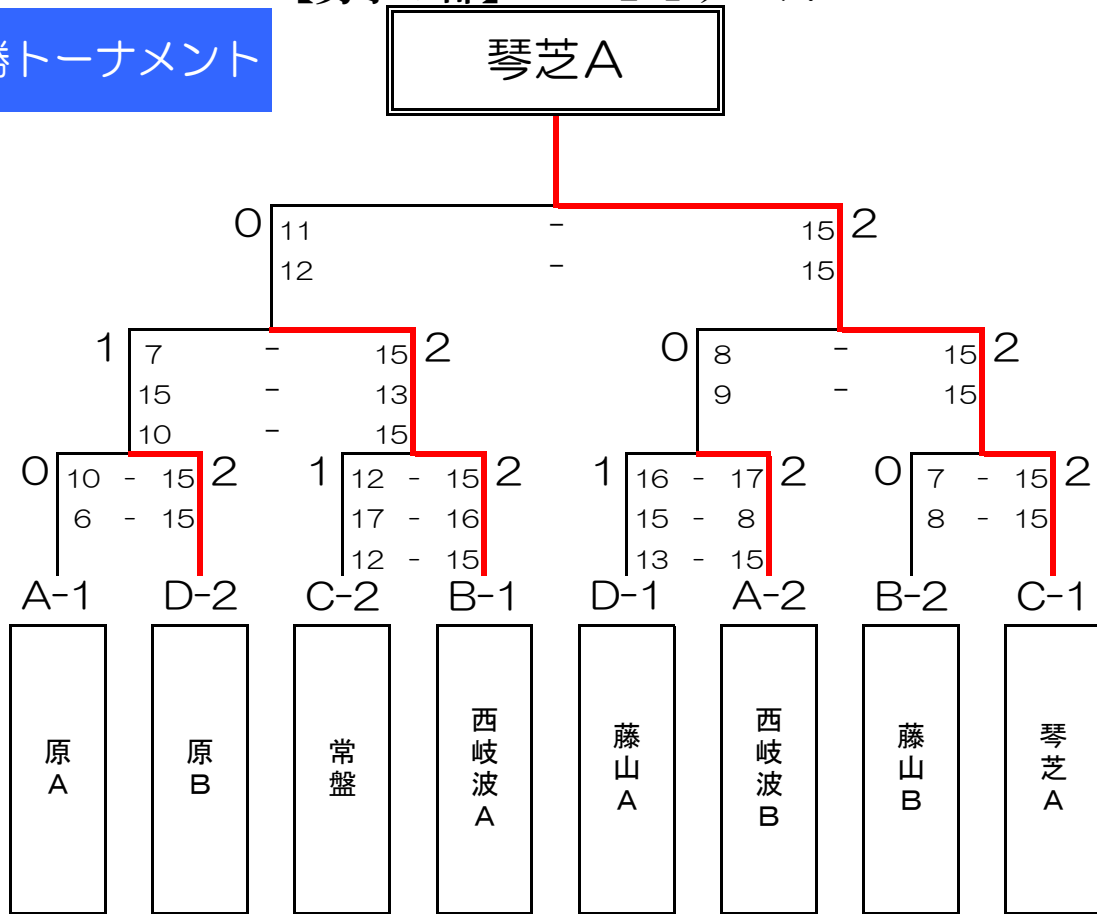 勝トーナメント
琴芝A
0 11 - 15 2
12 - 15
1 7 - 15 2 0 8 - 15 2
15 - 13 9 - 15
10 - 15
0 10 - 15 2 1 12 - 15 2 1 16 - 17 2 0 7 - 15 2
6 - 15 17 - 16 15 - 8 8 - 15
12 - 15 13 - 15
A-1 D-2 C-2 B-1 D-1 A-2 B-2 C-1
原A
原B
常盤
西岐波A
藤山A
西岐波B
藤山B
琴芝A